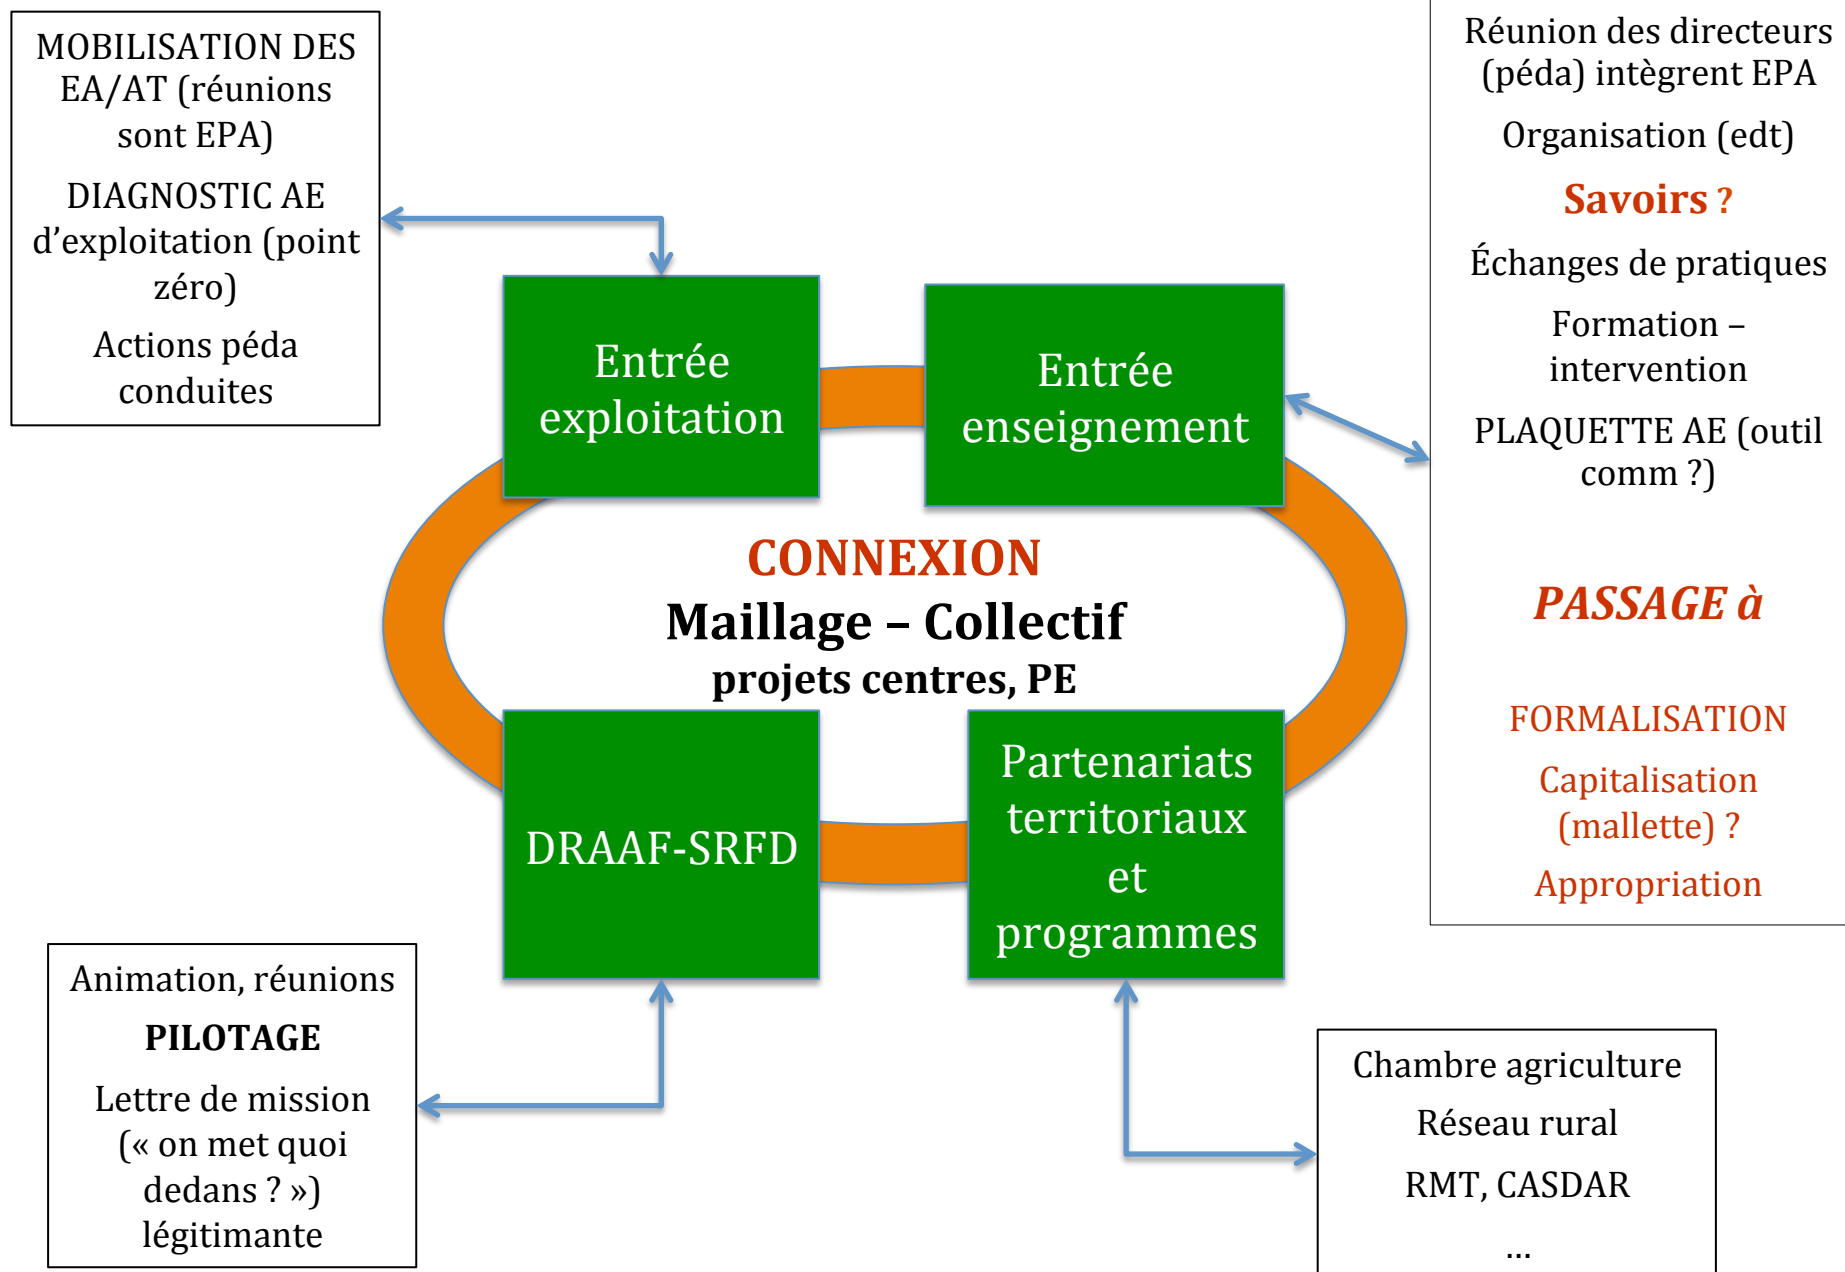 MOBILISATION DES
EA/AT (réunions
sont EPA)
DIAGNOSTIC AE
d’exploitation (point
zéro)
Actions péda
conduites
Réunion des directeurs
(péda) intègrent EPA
Organisation (edt)
Savoirs ?
Échanges de pratiques
Formation –
intervention
PLAQUETTE AE (outil
comm ?)
PASSAGE à
FORMALISATION
Capitalisation
(mallette) ?
Appropriation
Entrée
exploitation
Entrée
enseignement
CONNEXION
Maillage – Collectif
projets centres, PE
DRAAF-SRFD
Partenariats
territoriaux
et
programmes
Animation, réunions
PILOTAGE
Lettre de mission
(« on met quoi
dedans ? »)
légitimante
Chambre agriculture
Réseau rural
RMT, CASDAR
…